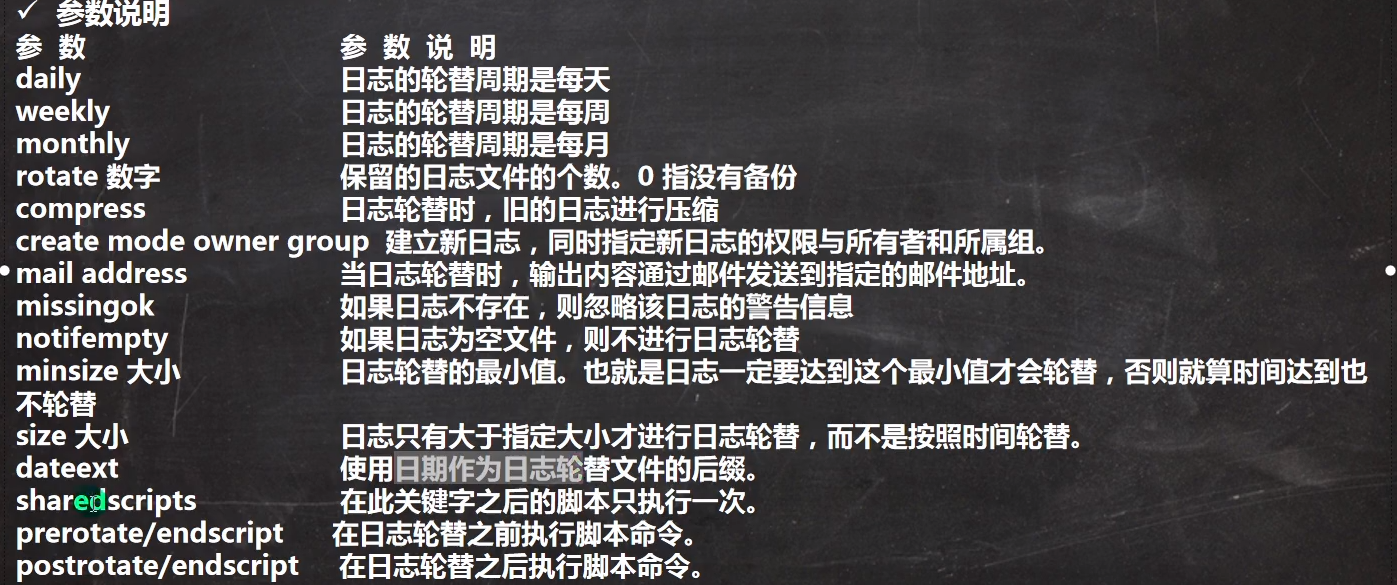 ✓ 参数说明
参 数 参 数 说 明
daily 日志的轮替周期是每天
weekly 日志的轮替周期是每周
monthly 日志的轮替周期是每月
rotate 数字 保留的日志文件的个数。0 指没有备份
compress 日志轮替时，旧的日志进行压缩
create mode owner group 建立新日志，同时指定新日志的权限与所有者和所属组。
mail address 当日志轮替时，输出内容通过邮件发送到指定的邮件地址。
missingok 如果日志不存在，则忽略该日志的警告信息
notifempty 如果日志为空文件，则不进行日志轮替
minsize 大小 日志轮替的最小值。也就是日志一定要达到这个最小值才会轮替，否则就算时间达到也
不轮替
size 大小 日志只有大于指定大小才进行日志轮替，而不是按照时间轮替。
dateext 使用日期作为日志轮替文件的后缀。
sharedscripts 在此关键字之后的脚本只执行一次。
prerotate/endscript 在日志轮替之前执行脚本命令。
postrotate/endscript 在日志轮替之后执行脚本命令。